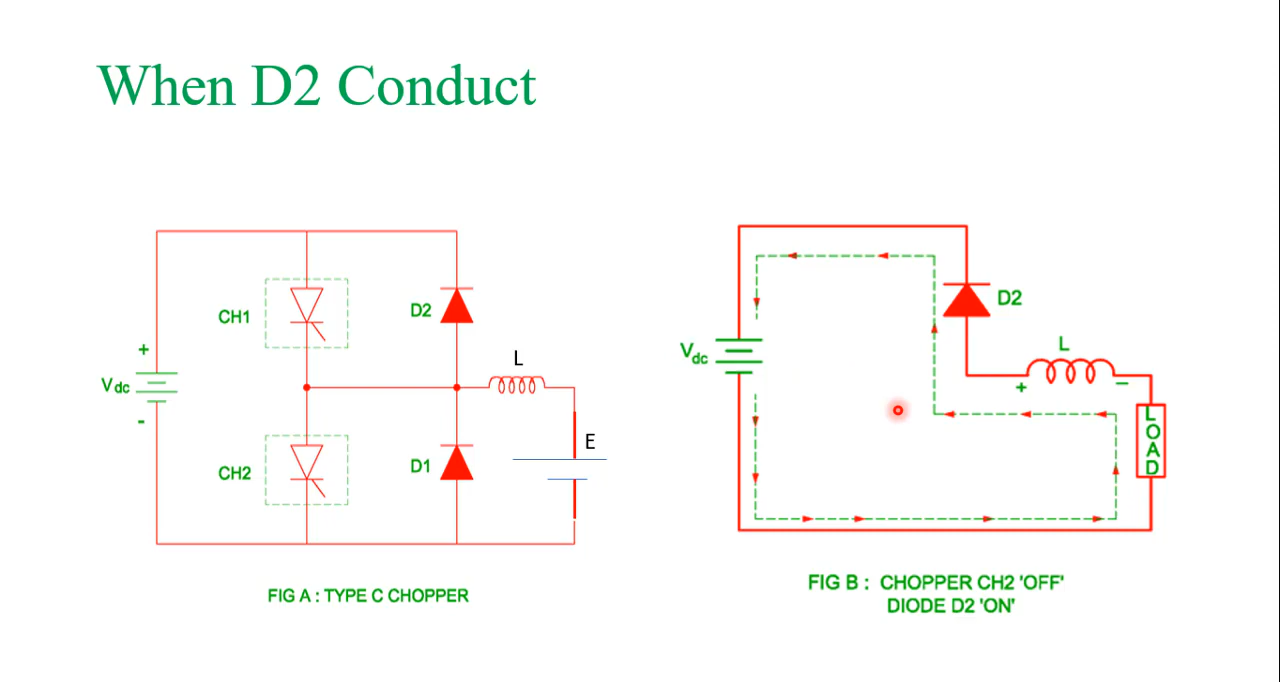 When D2 Conduct
CH1
D2
L
+
Vdc
-
E
CH2
D1
FIG A : TYPE C CHOPPER
D2
L
Vdc
+
–
LOAD
FIG B : CHOPPER CH2 'OFF'
DIODE D2 'ON'